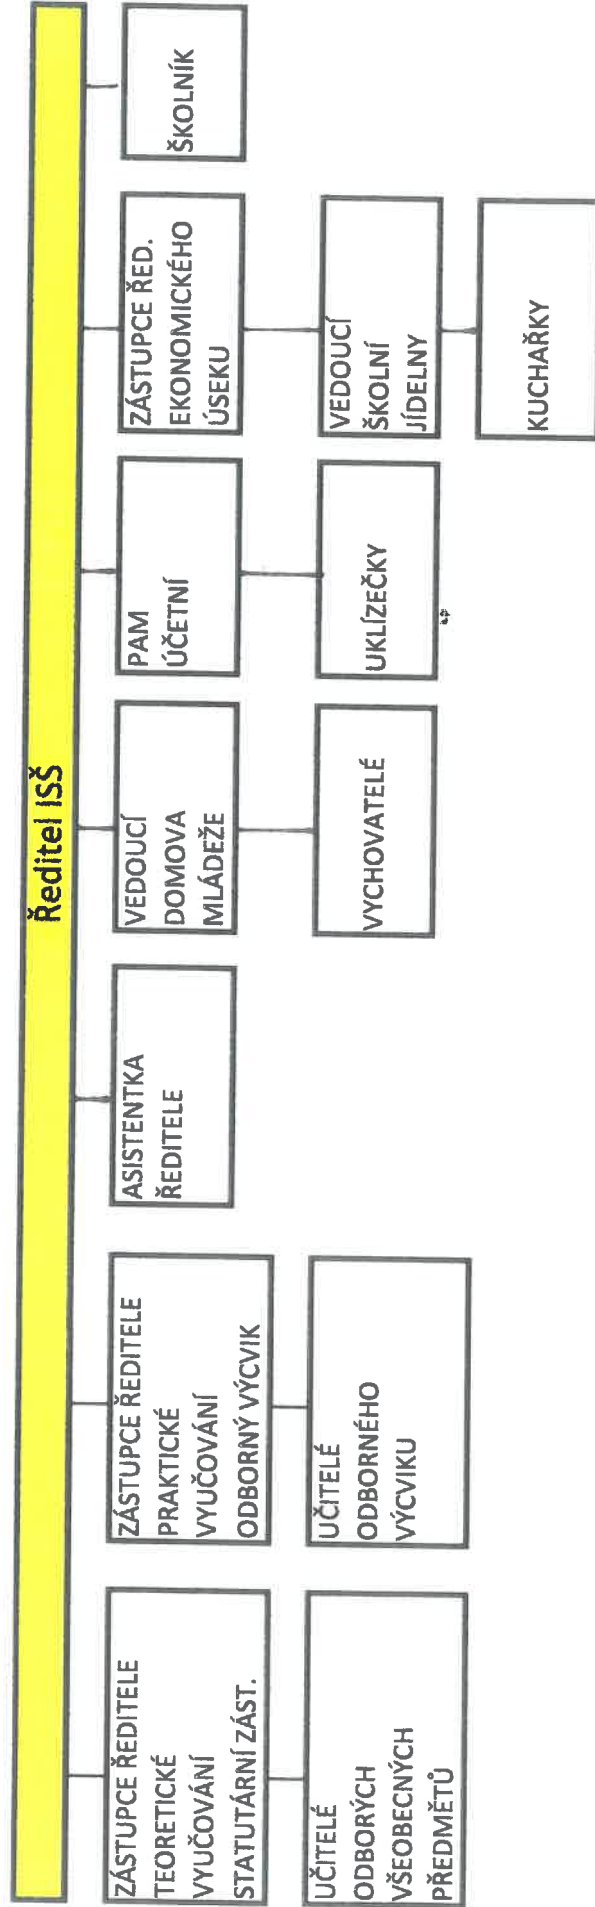 Ředitel ISŠ
ZÁSTUPCE ŘEDITELE
TEORETICKÉ
VYUČOVÁNÍ
STATUTÁRNÍ ZÁST.
ZÁSTUPCE ŘEDITELE
PRAKTICKÉ
VYUČOVÁNÍ
ODBORNÝ VÝCVIK
ASISTENTKA
ŘEDITELE
VEDOUCÍ
DOMOVA
MLÁDEŽE
PAM
ÚČETNÍ
ZÁSTUPCE ŘED.
EKONOMICKÉHO
ÚSEKU
ŠKOLNÍK
UČITELÉ
ODBORÝCH
VŠEOBECNÝCH
PŘEDMĚTŮ
UČITELÉ
ODBORNÉHO
VÝCVIKU
VYCHOVATELÉ
UKLÍZEČKY
VEDOUCÍ
ŠKOLNÍ
JÍDELNY
KUCHAŘKY